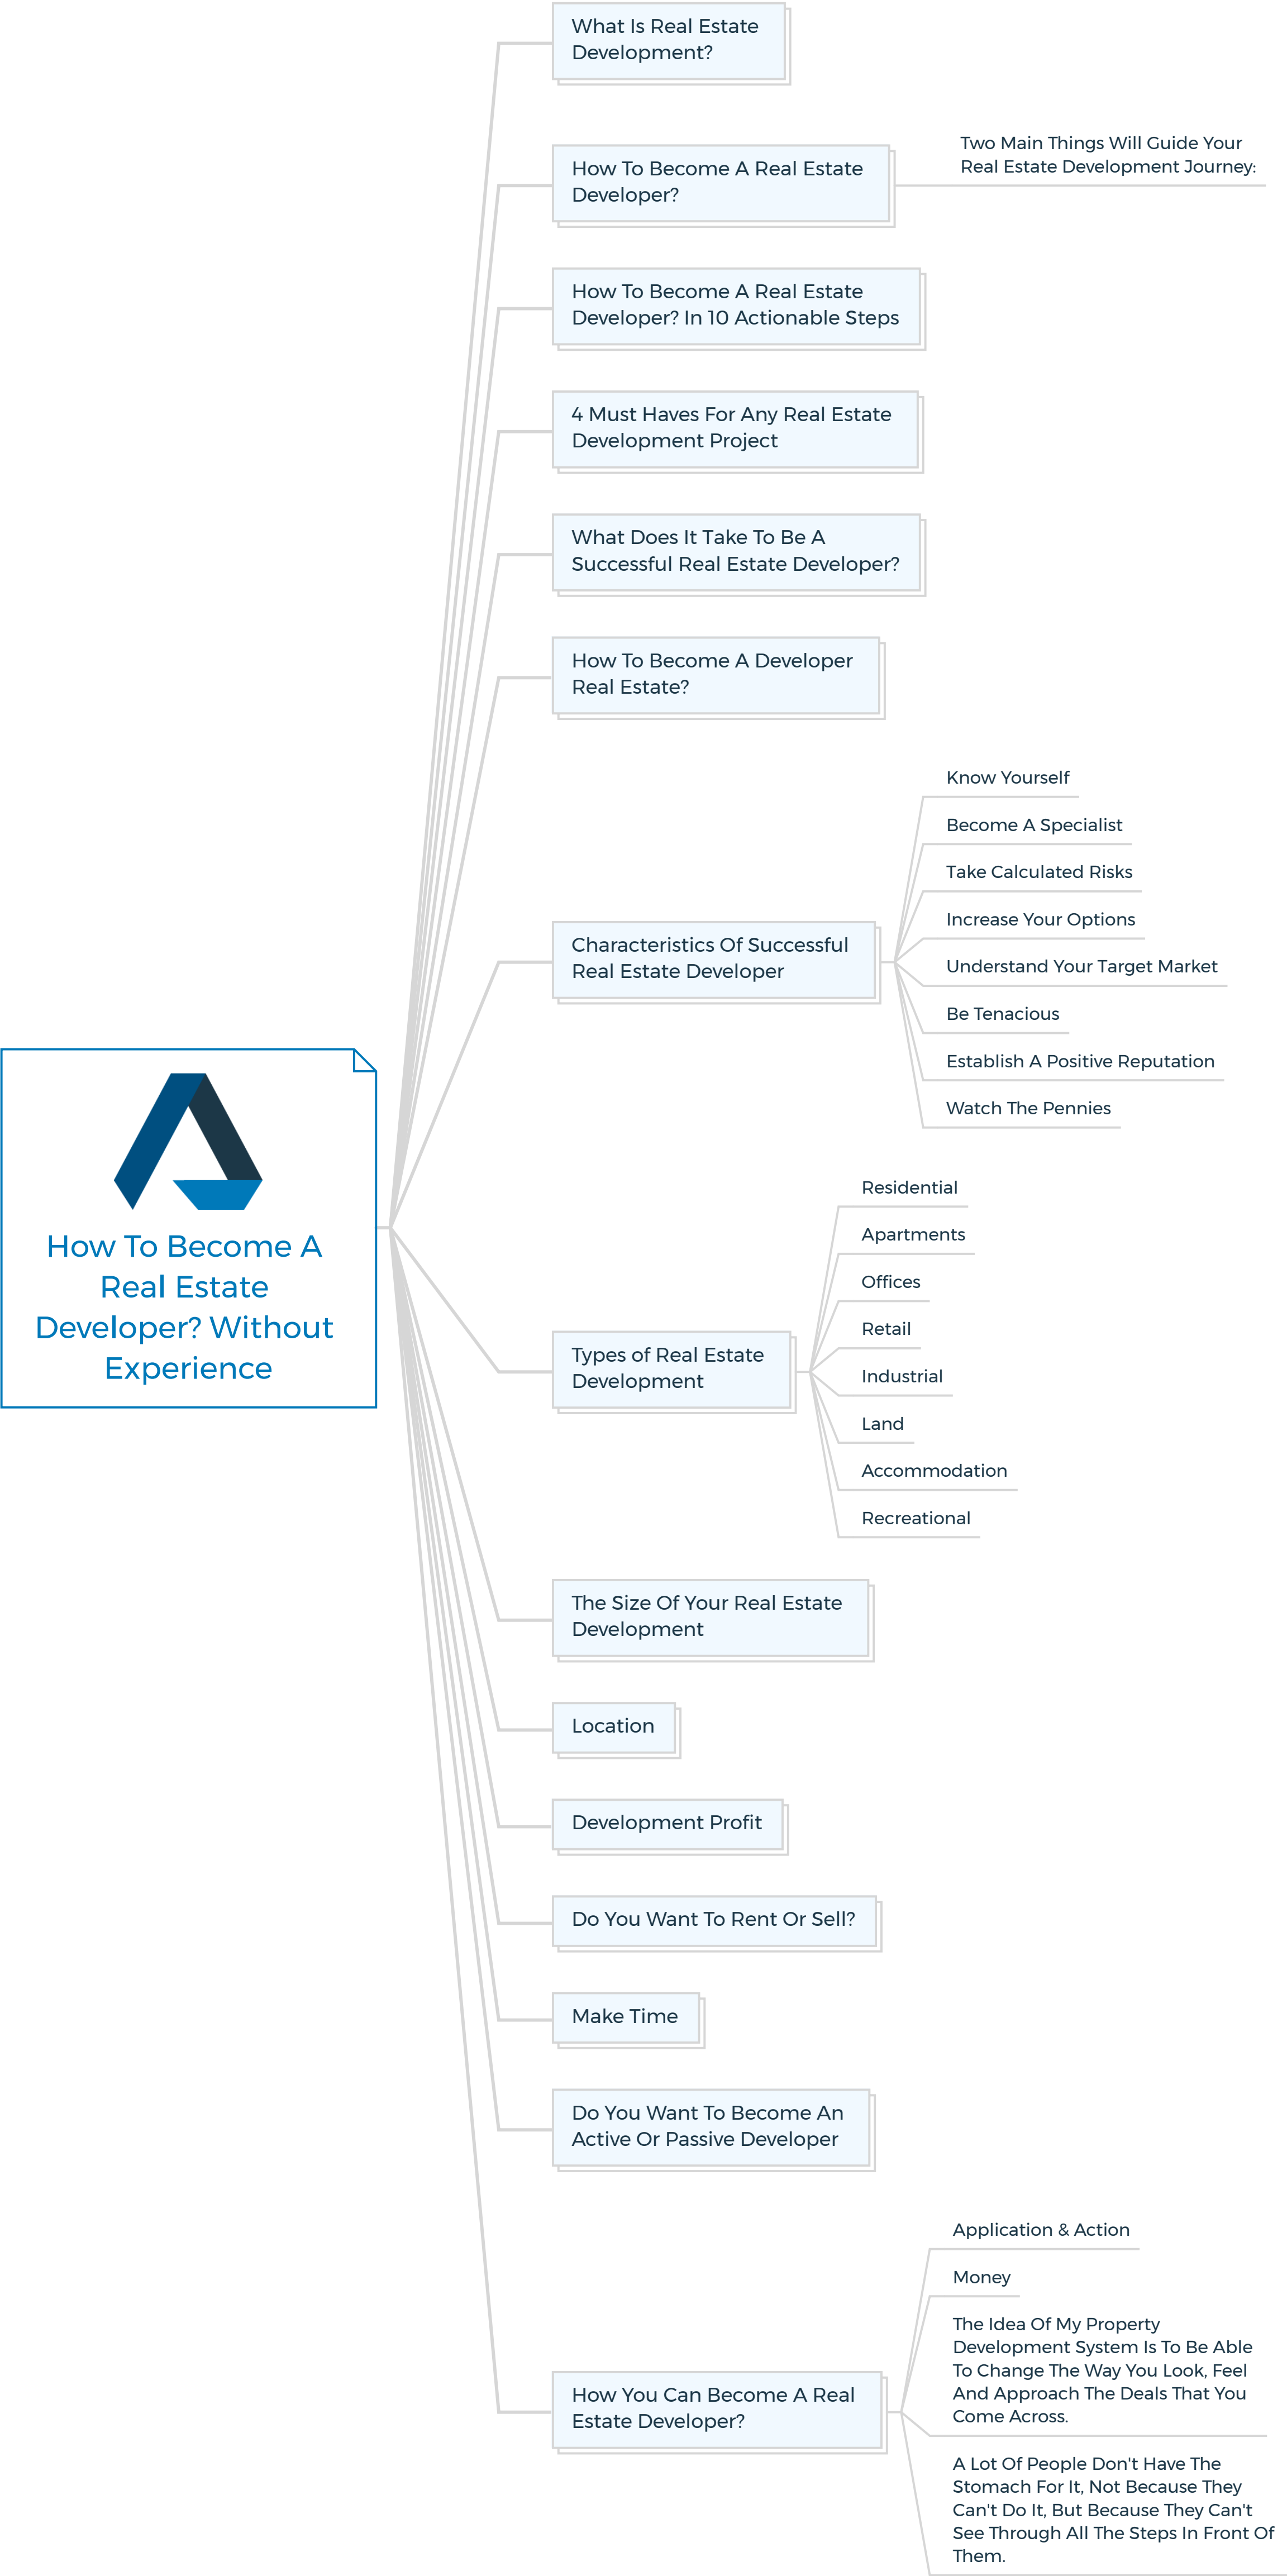 What Is Real Estate
Development?
How To Become A Real Estate
Developer?
Two Main Things Will Guide Your
Real Estate Development Journey:
How To Become A Real Estate
Developer? In 10 Actionable Steps
4 Must Haves For Any Real Estate
Development Project
What Does It Take To Be A
Successful Real Estate Developer?
How To Become A Developer
Real Estate?
Characteristics Of Successful
Real Estate Developer
Know Yourself
Become A Specialist
Take Calculated Risks
Increase Your Options
Understand Your Target Market
Be Tenacious
Establish A Positive Reputation
Watch The Pennies
How To Become A
Real Estate
Developer? Without
Experience
Types of Real Estate
Development
Residential
Apartments
Offices
Retail
Industrial
Land
Accommodation
Recreational
The Size Of Your Real Estate
Development
Location
Development Profit
Do You Want To Rent Or Sell?
Make Time
Do You Want To Become An
Active Or Passive Developer
How You Can Become A Real
Estate Developer?
Application & Action
Money
The Idea Of My Property
Development System Is To Be Able
To Change The Way You Look, Feel
And Approach The Deals That You
Come Across.
A Lot Of People Don't Have The
Stomach For It, Not Because They
Can't Do It, But Because They Can't
See Through All The Steps In Front Of
Them.